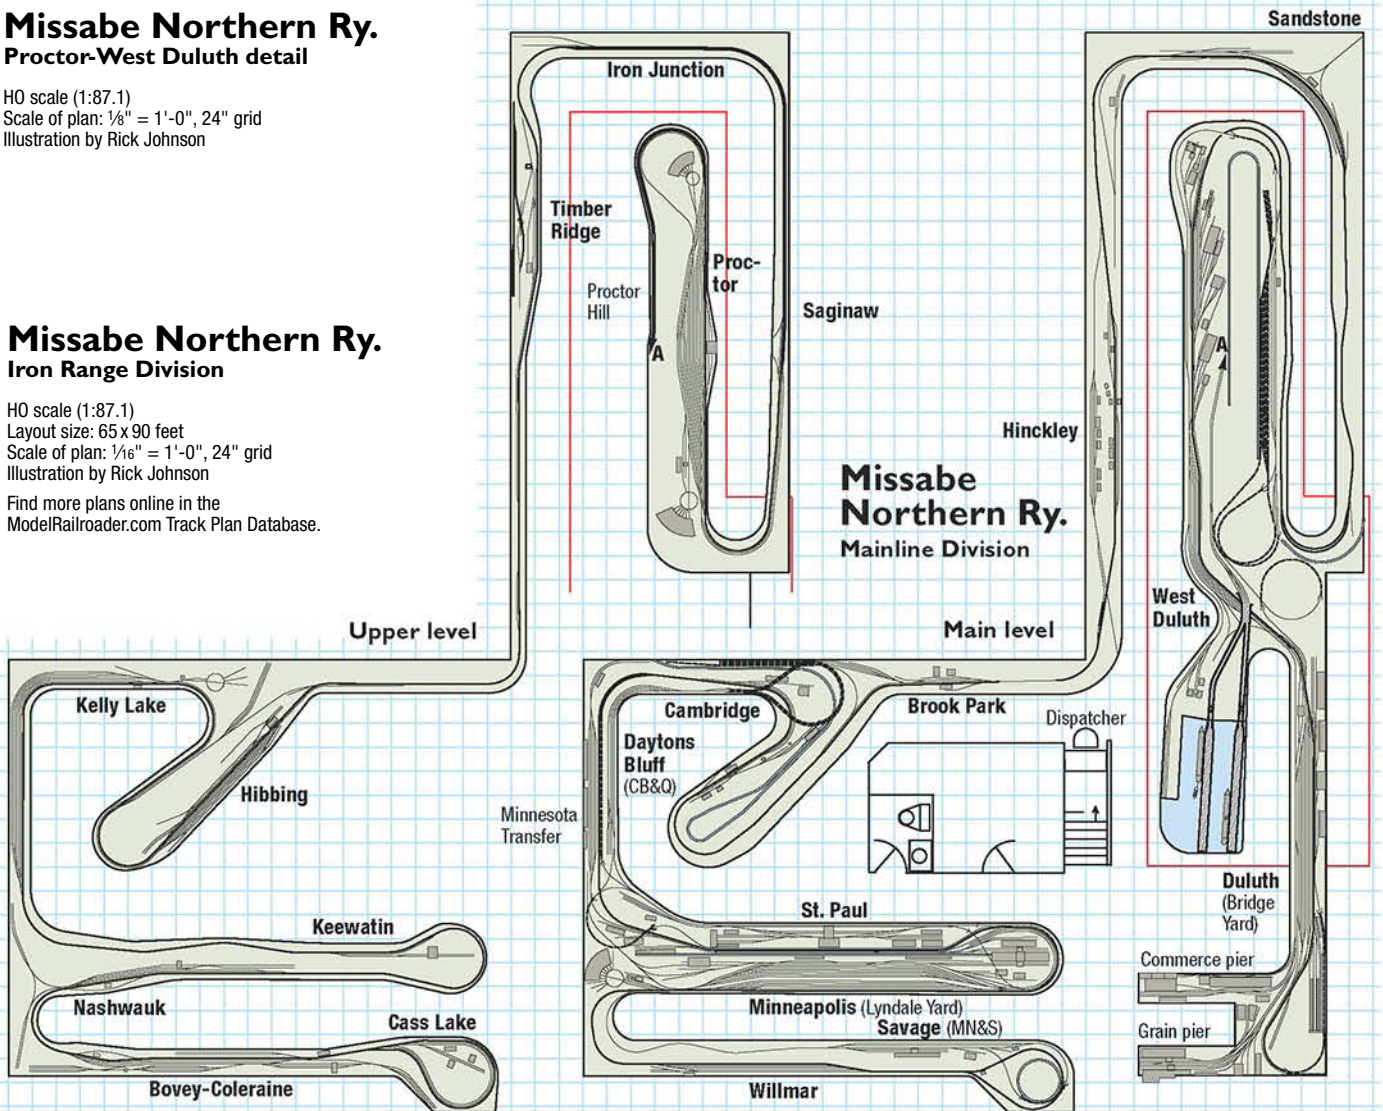 Missabe Northern Ry.
Proctor-West Duluth detail
HO scale (1:87.1)
Scale of plan: ⅛" = 1'-0", 24" grid
Illustration by Rick Johnson
Missabe Northern Ry.
Iron Range Division
HO scale (1:87.1)
Layout size: 65 x 90 feet
Scale of plan: 1⁄16" = 1'-0", 24" grid
Illustration by Rick Johnson
Find more plans online in the
ModelRailroader.com Track Plan Database.
Iron Junction
Timber
Ridge
Proctor
Hill
Proc-
tor
A
Saginaw
Upper level
Kelly Lake
Hibbing
Keewatin
Nashwauk
Cass Lake
Bovey-Coleraine
Sandstone
Hinckley
Missabe
Northern Ry.
Mainline Division
Main level
A
West
Duluth
Cambridge
Brook Park
Dispatcher
Daytons
Bluff
(CB&Q)
Minnesota
Transfer
St. Paul
Minneapolis (Lyndale Yard)
Savage (MN&S)
Willmar
Duluth
(Bridge
Yard)
Commerce pier
Grain pier